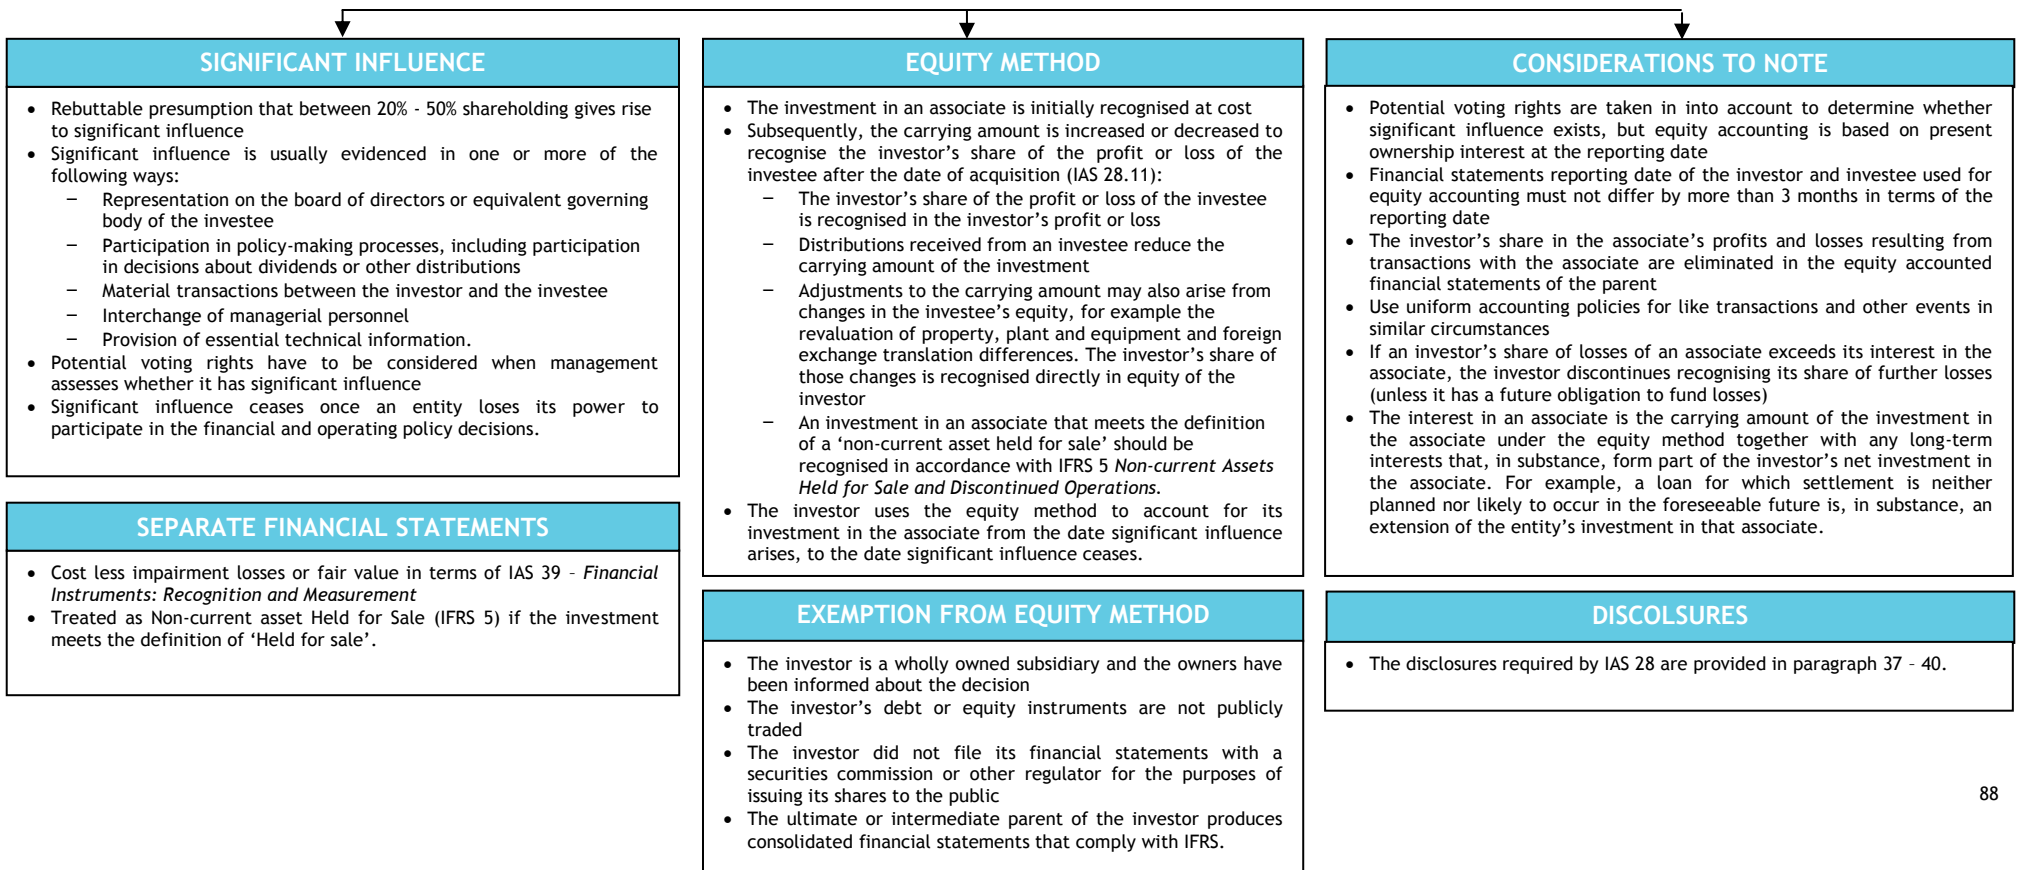 SIGNIFICANT INFLUENCE
• Rebuttable presumption that between 20% - 50% shareholding gives rise
to significant influence
• Significant influence is usually evidenced in one or more of the
following ways:
− Representation on the board of directors or equivalent governing
body of the investee
− Participation in policy-making processes, including participation
in decisions about dividends or other distributions
− Material transactions between the investor and the investee
− Interchange of managerial personnel
− Provision of essential technical information.
• Potential voting rights have to be considered when management
assesses whether it has significant influence
• Significant influence ceases once an entity loses its power to
participate in the financial and operating policy decisions.
SEPARATE FINANCIAL STATEMENTS
• Cost less impairment losses or fair value in terms of IAS 39 – Financial
Instruments: Recognition and Measurement
• Treated as Non-current asset Held for Sale (IFRS 5) if the investment
meets the definition of ‘Held for sale’.
EQUITY METHOD
• The investment in an associate is initially recognised at cost
• Subsequently, the carrying amount is increased or decreased to
recognise the investor’s share of the profit or loss of the
investee after the date of acquisition (IAS 28.11):
− The investor’s share of the profit or loss of the investee
is recognised in the investor’s profit or loss
− Distributions received from an investee reduce the
carrying amount of the investment
− Adjustments to the carrying amount may also arise from
changes in the investee’s equity, for example the
revaluation of property, plant and equipment and foreign
exchange translation differences. The investor’s share of
those changes is recognised directly in equity of the
investor
− An investment in an associate that meets the definition
of a ‘non-current asset held for sale’ should be
recognised in accordance with IFRS 5 Non-current Assets
Held for Sale and Discontinued Operations.
• The investor uses the equity method to account for its
investment in the associate from the date significant influence
arises, to the date significant influence ceases.
EXEMPTION FROM EQUITY METHOD
• The investor is a wholly owned subsidiary and the owners have
been informed about the decision
• The investor’s debt or equity instruments are not publicly
traded
• The investor did not file its financial statements with a
securities commission or other regulator for the purposes of
issuing its shares to the public
• The ultimate or intermediate parent of the investor produces
consolidated financial statements that comply with IFRS.
CONSIDERATIONS TO NOTE
• Potential voting rights are taken in into account to determine whether
significant influence exists, but equity accounting is based on present
ownership interest at the reporting date
• Financial statements reporting date of the investor and investee used for
equity accounting must not differ by more than 3 months in terms of the
reporting date
• The investor’s share in the associate’s profits and losses resulting from
transactions with the associate are eliminated in the equity accounted
financial statements of the parent
• Use uniform accounting policies for like transactions and other events in
similar circumstances
• If an investor’s share of losses of an associate exceeds its interest in the
associate, the investor discontinues recognising its share of further losses
(unless it has a future obligation to fund losses)
• The interest in an associate is the carrying amount of the investment in
the associate under the equity method together with any long-term
interests that, in substance, form part of the investor’s net investment in
the associate. For example, a loan for which settlement is neither
planned nor likely to occur in the foreseeable future is, in substance, an
extension of the entity’s investment in that associate.
DISCOLSURES
• The disclosures required by IAS 28 are provided in paragraph 37 – 40.
88